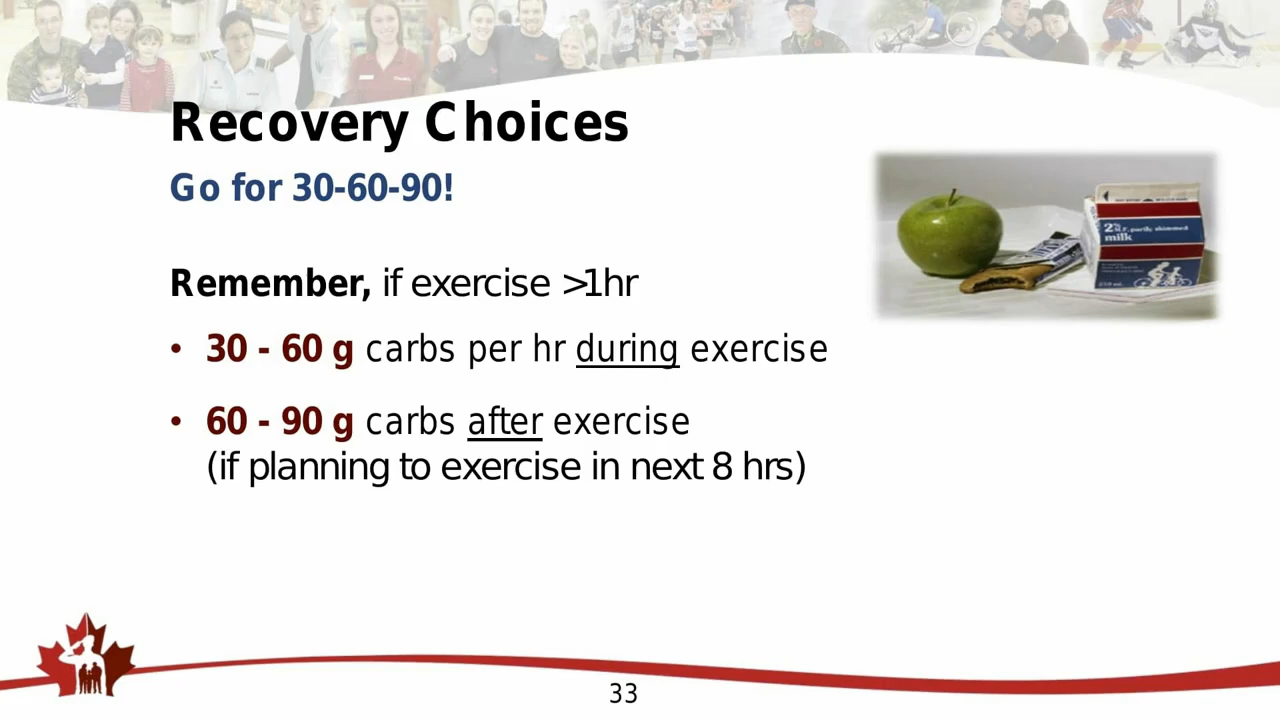 Recovery Choices
Go for 30-60-90!
Remember, if exercise >1hr
• 30 - 60 g carbs per hr during exercise
• 60 - 90 g carbs after exercise
(if planning to exercise in next 8 hrs)
2%
milk
33